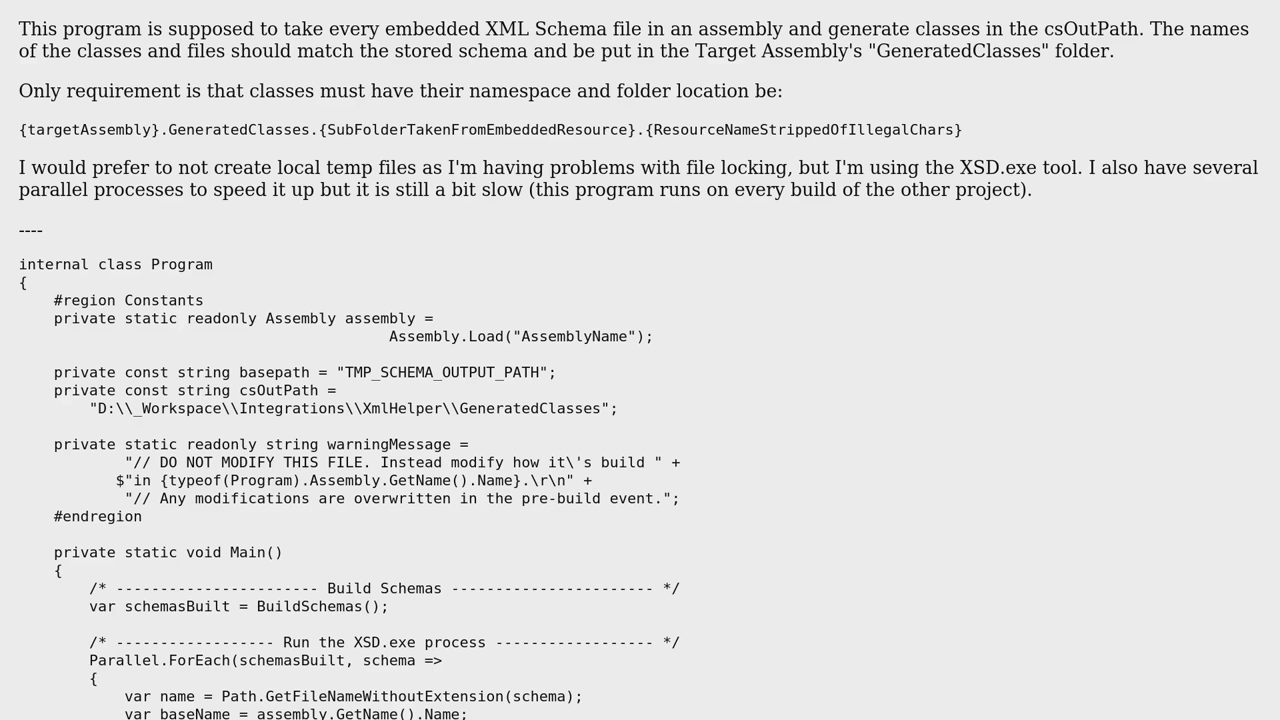 This program is supposed to take every embedded XML Schema file in an assembly and generate classes in the csOutPath. The names
of the classes and files should match the stored schema and be put in the Target Assembly's "GeneratedClasses" folder.
Only requirement is that classes must have their namespace and folder location be:
{targetAssembly}.GeneratedClasses.{SubFolderTakenFromEmbeddedResource}.{ResourceNameStrippedOfIllegalChars}
I would prefer to not create local temp files as I'm having problems with file locking, but I'm using the XSD.exe tool. I also have several
parallel processes to speed it up but it is still a bit slow (this program runs on every build of the other project).
----
internal class Program
{
    #region Constants
    private static readonly Assembly assembly =
                                          Assembly.Load("AssemblyName");
    private const string basepath = "TMP_SCHEMA_OUTPUT_PATH";
    private const string csOutPath =
        "D:\\_Workspace\\Integrations\\XmlHelper\\GeneratedClasses";
    private static readonly string warningMessage =
            "// DO NOT MODIFY THIS FILE. Instead modify how it\'s build " +
           $"in {typeof(Program).Assembly.GetName().Name}.\r\n" +
            "// Any modifications are overwritten in the pre-build event.";
    #endregion
    private static void Main()
    {
        /* ----------------------- Build Schemas ----------------------- */
        var schemasBuilt = BuildSchemas();
        /* ------------------ Run the XSD.exe process ------------------ */
        Parallel.ForEach(schemasBuilt, schema =>
        {
            var name = Path.GetFileNameWithoutExtension(schema);
            var baseName = assembly.GetName().Name;